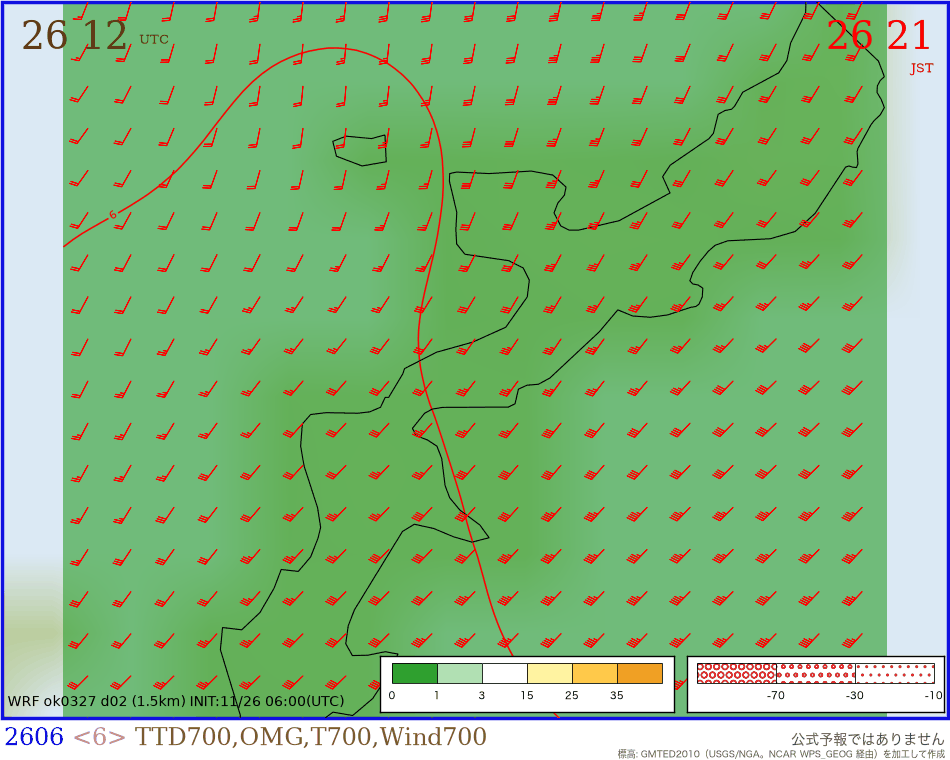 26 12 UTC
26 21
JST
6
WRF ok0327 d02 (1.5km) INIT:11/26 06:00(UTC)
0 1 3 15 25 35
-70 -30 -10
2606 <6> TTD700,OMG,T700,Wind700
公式予報ではありません
標高: GMTED2010（USGS/NGA。NCAR WPS_GEOG 経由）を加工して作成